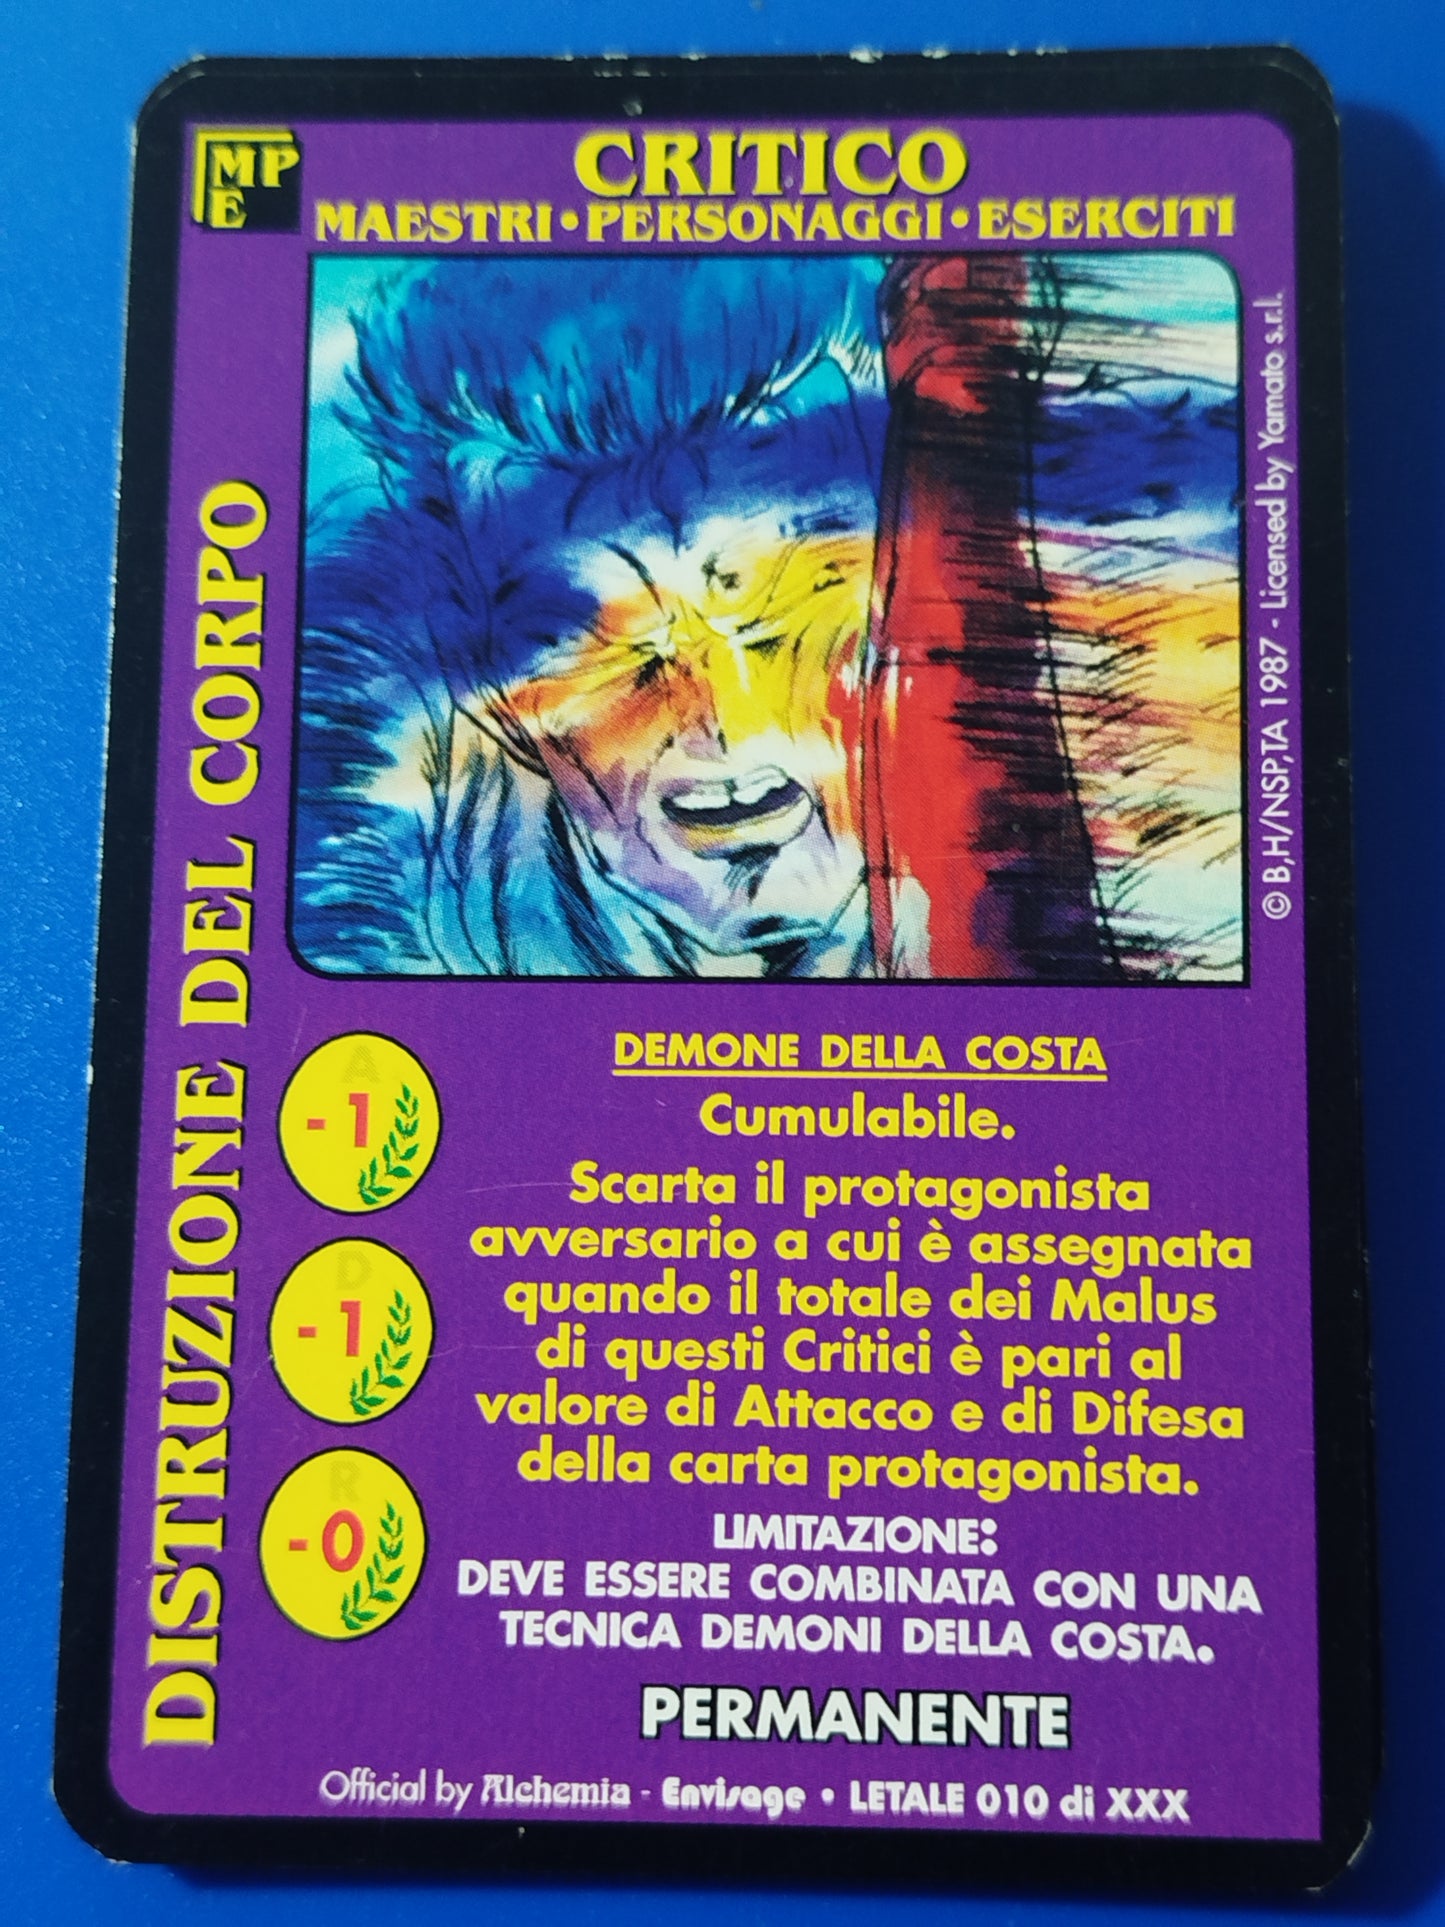 MP
E
CRITICO
MAESTRI • PERSONAGGI • ESERCITI
DISTRUZIONE DEL CORPO
© B,H/NSP,TA 1987 - Licensed by Yamato s.r.l.
A
-1
D
-1
R
-0
DEMONE DELLA COSTA
Cumulabile.
Scarta il protagonista
avversario a cui è assegnata
quando il totale dei Malus
di questi Critici è pari al
valore di Attacco e di Difesa
della carta protagonista.
LIMITAZIONE:
DEVE ESSERE COMBINATA CON UNA
TECNICA DEMONI DELLA COSTA.
PERMANENTE
Official by Alchemia - Envisage • LETALE 010 di XXX